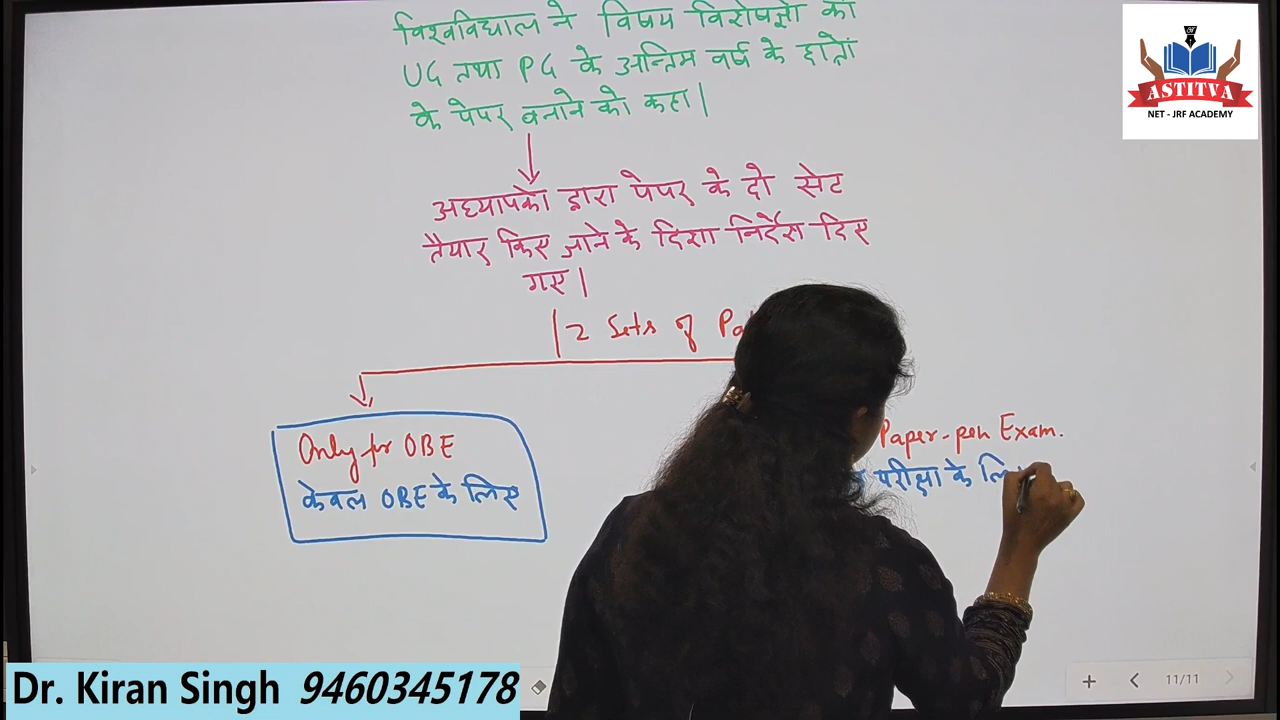 विश्वविद्यालय ने विषय विशेषज्ञों को
UG तथा PG के अन्तिम वर्ष के छात्रों
के पेपर बनाने को कहा|
अध्यापकों द्वारा पेपर के दो सेट
तैयार किए जाने के दिशा निर्देश दिए
गए|
2 Sets of
Only for OBE
केवल OBE के लिए
Paper-pen Exam.
परीक्षा के
ASTITVA
NET - JRF ACADEMY
Dr. Kiran Singh 9460345178
11/11